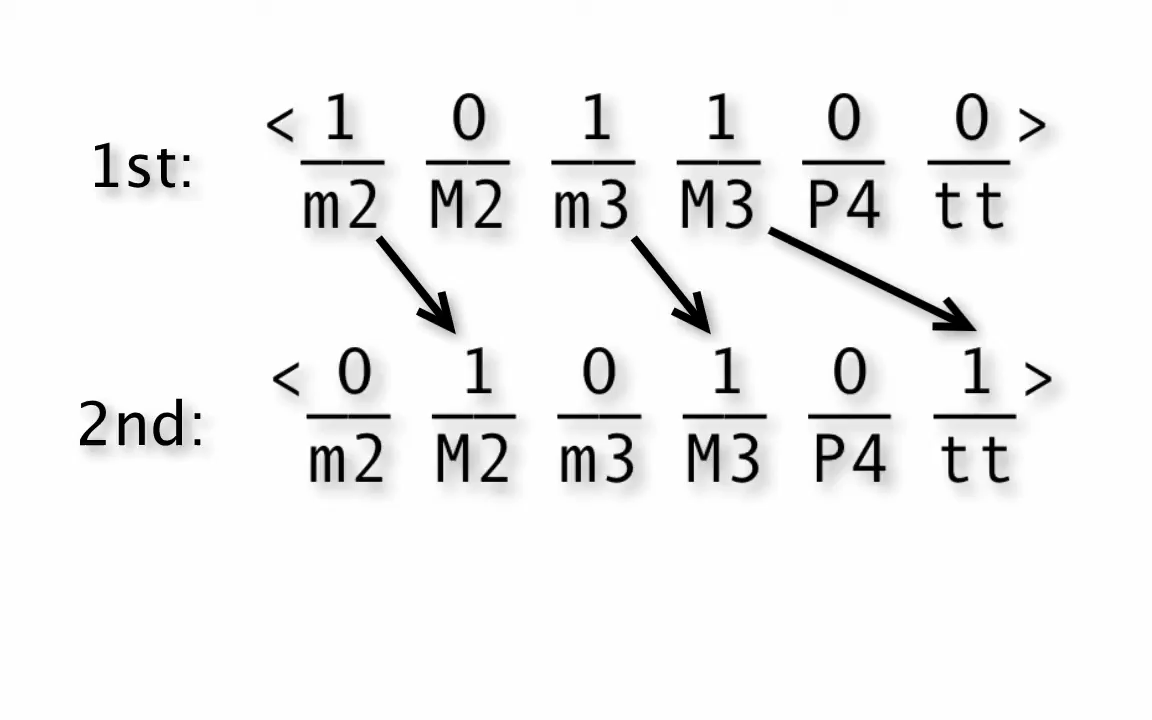 1st: < 1 0 1 1 0 0 >
m2 M2 m3 M3 P4 tt
2nd: < 0 1 0 1 0 1 >
m2 M2 m3 M3 P4 tt